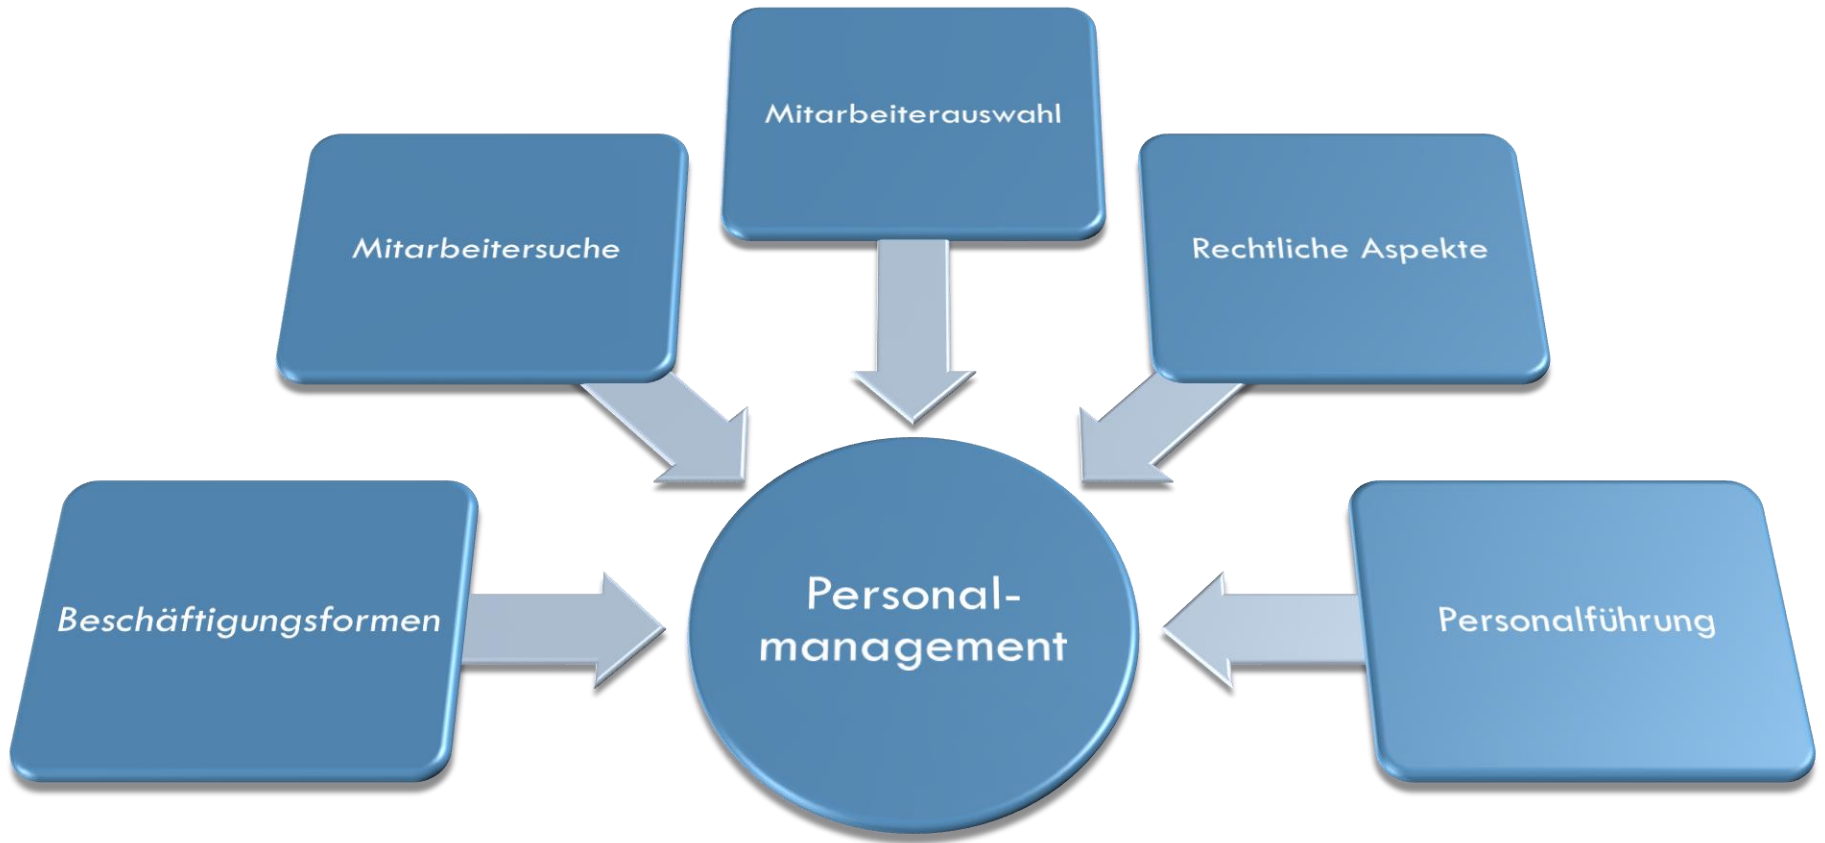 Mitarbeiterauswahl
Mitarbeitersuche
Rechtliche Aspekte
Beschäftigungsformen
Personal-
management
Personalführung